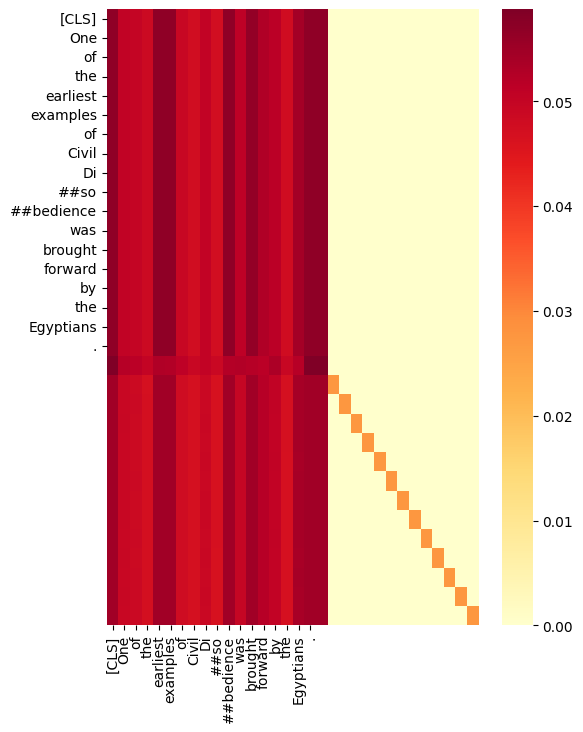 [CLS]
One
of
the
earliest
examples
of
Civil
Di
##so
##bedience
was
brought
forward
by
the
Egyptians
.
0.05
0.04
0.03
0.02
0.01
0.00
[CLS]
One
of
the
earliest
examples
of
Civil
Di
##so
##bedience
was
brought
forward
by
the
Egyptians
.